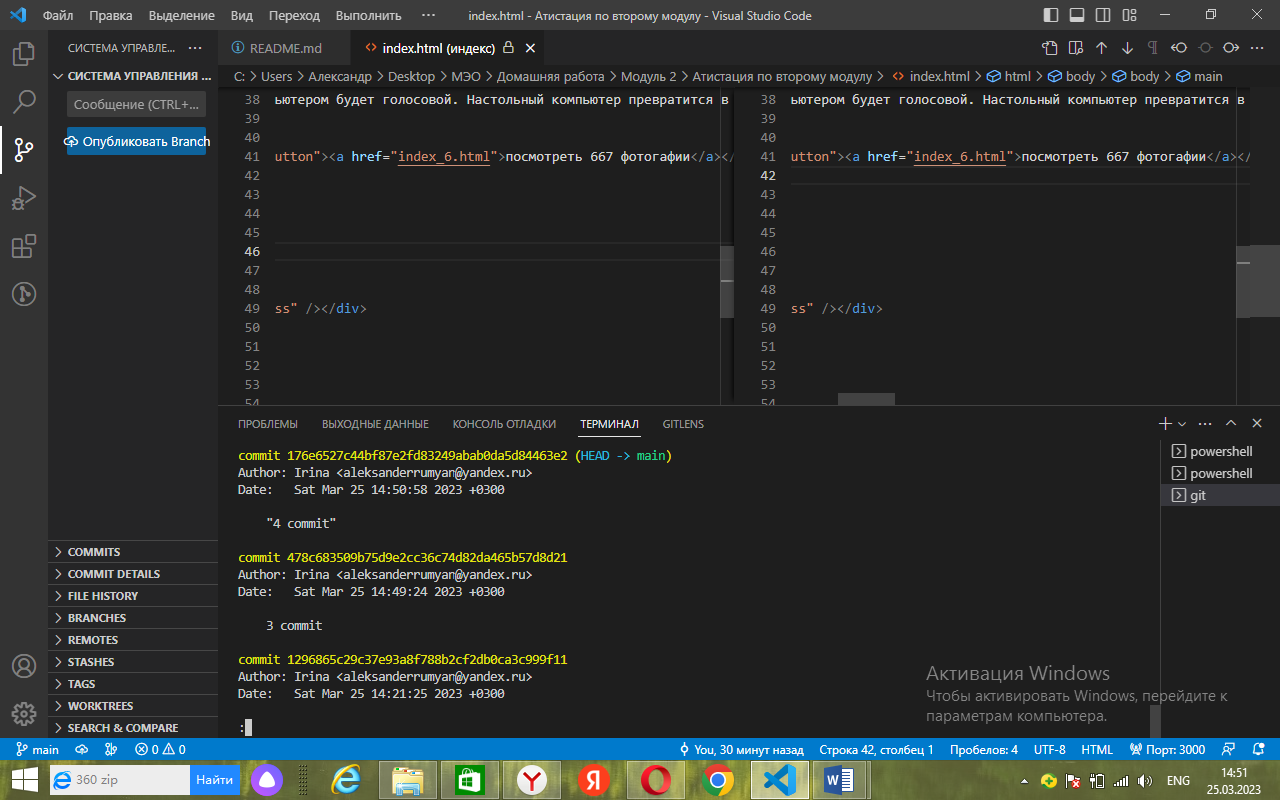 Файл Правка Выделение Вид Переход Выполнить ··· index.html - Атистация по второму модулу - Visual Studio Code
СИСТЕМА УПРАВЛЕ... ···
СИСТЕМА УПРАВЛЕНИЯ ...
Сообщение (CTRL+...
Опубликовать Branch
README.md
index.html (индекс)
C: > Users > Александр > Desktop > МЭО > Домашняя работа > Модуль 2 > Атистация по второму модулу > index.html > html > body > body > main
38 ьютером будет голосовой. Настольный компьютер превратится в
39
40
41 utton"><a href="index_6.html">посмотреть 667 фотогафии</a></
42
43
44
45
46
47
48
49 ss" /></div>
50
51
52
53
54
38 ьютером будет голосовой. Настольный компьютер превратится в
39
40
41 utton"><a href="index_6.html">посмотреть 667 фотогафии</a></
42
43
44
45
46
47
48
49 ss" /></div>
50
51
52
53
54
ПРОБЛЕМЫ ВЫХОДНЫЕ ДАННЫЕ КОНСОЛЬ ОТЛАДКИ ТЕРМИНАЛ GITLENS
commit 176e6527c44bf87e2fd83249abab0da5d84463e2 (HEAD -> main)
Author: Irina <aleksanderrumyan@yandex.ru>
Date: Sat Mar 25 14:50:58 2023 +0300
"4 commit"
commit 478c683509b75d9e2cc36c74d82da465b57d8d21
Author: Irina <aleksanderrumyan@yandex.ru>
Date: Sat Mar 25 14:49:24 2023 +0300
3 commit
commit 1296865c29c37e93a8f788b2cf2db0ca3c999f11
Author: Irina <aleksanderrumyan@yandex.ru>
Date: Sat Mar 25 14:21:25 2023 +0300
:
powershell
powershell
git
COMMITS
COMMIT DETAILS
FILE HISTORY
BRANCHES
REMOTES
STASHES
TAGS
WORKTREES
SEARCH & COMPARE
Активация Windows
Чтобы активировать Windows, перейдите к
параметрам компьютера.
main 0 0 You, 30 минут назад Строка 42, столбец 1 Пробелов: 4 UTF-8 HTML Порт: 3000
360 zip Найти
ENG
14:51
25.03.2023